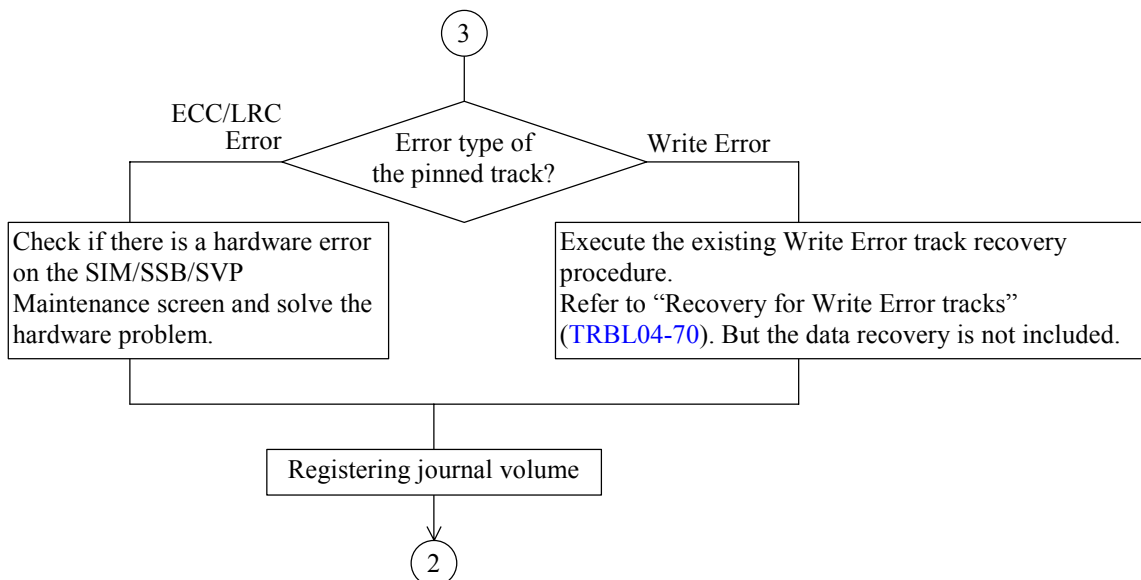 3
ECC/LRC
Error
Error type of
the pinned track?
Write Error
Check if there is a hardware error
on the SIM/SSB/SVP
Maintenance screen and solve the
hardware problem.
Execute the existing Write Error track recovery
procedure.
Refer to “Recovery for Write Error tracks”
(TRBL04-70). But the data recovery is not included.
Registering journal volume
2